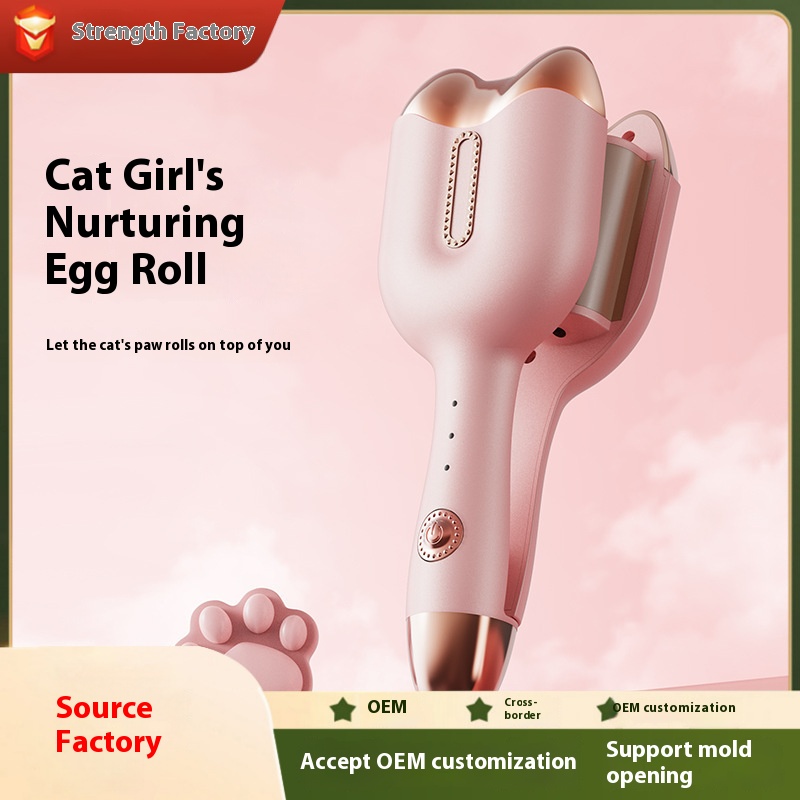 Strength Factory
Cat Girl's
Nurturing
Egg Roll
Let the cat's paw rolls on top of you
Source
Factory
OEM
Cross-
border
OEM customization
Accept OEM customization
Support mold
opening